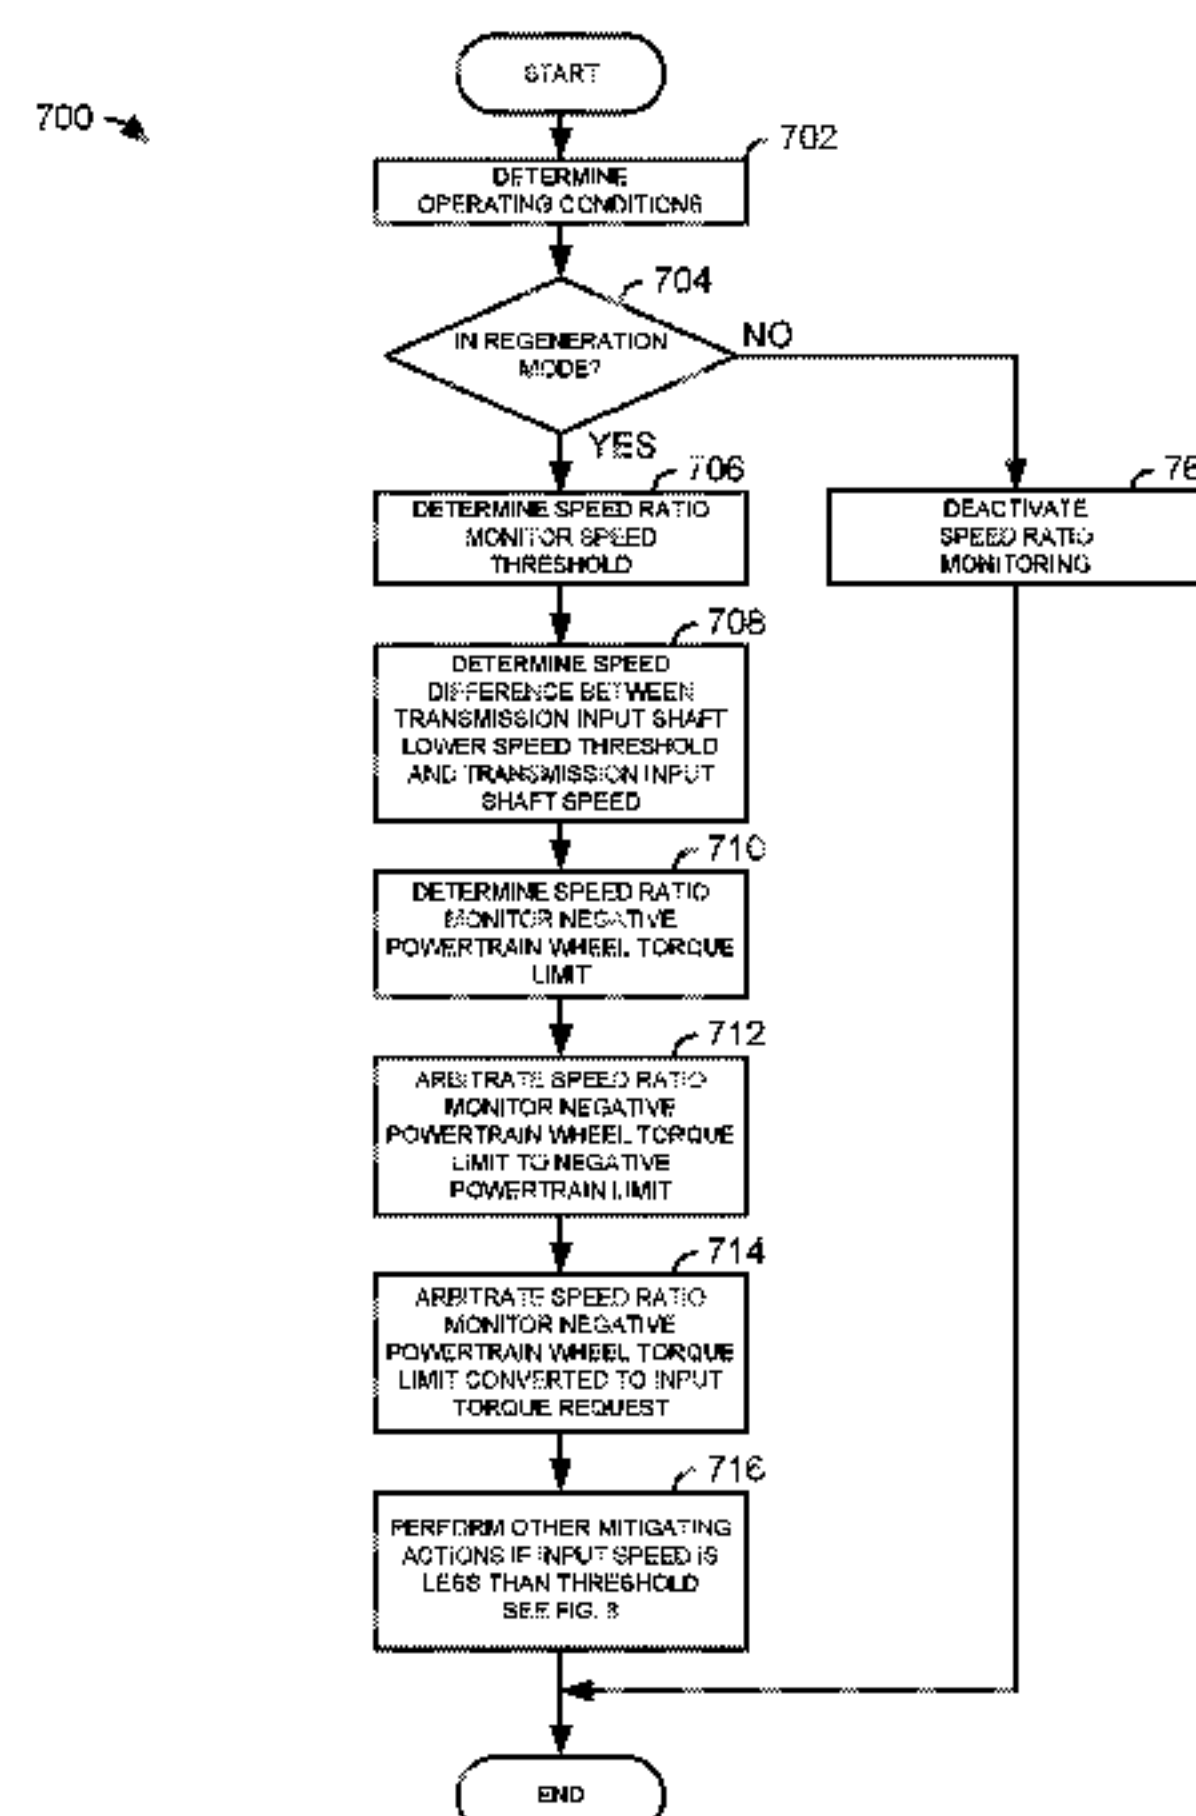 START
700
702
DETERMINE
OPERATING CONDITIONS
704
IN REGENERATION
MODE?
NO
YES
706
DETERMINE SPEED RATIO
MONITOR SPEED
THRESHOLD
DEACTIVATE
SPEED RATIO
MONITORING
708
DETERMINE SPEED
DIFFERENCE BETWEEN
TRANSMISSION INPUT SHAFT
LOWER SPEED THRESHOLD
AND TRANSMISSION INPUT
SHAFT SPEED
710
DETERMINE SPEED RATIO
MONITOR NEGATIVE
POWERTRAIN WHEEL TORQUE
LIMIT
712
ARBITRATE SPEED RATIO
MONITOR NEGATIVE
POWERTRAIN WHEEL TORQUE
LIMIT TO NEGATIVE
POWERTRAIN LIMIT
714
ARBITRATE SPEED RATIO
MONITOR NEGATIVE
POWERTRAIN WHEEL TORQUE
LIMIT CONVERTED TO INPUT
TORQUE REQUEST
716
PERFORM OTHER MITIGATING
ACTIONS IF INPUT SPEED IS
LESS THAN THRESHOLD
SEE FIG.
END